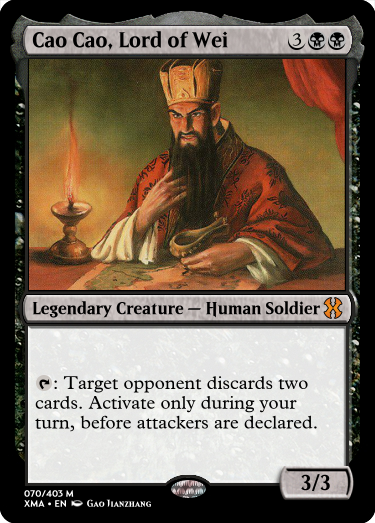 Cao Cao, Lord of Wei 3
Legendary Creature — Human Soldier
: Target opponent discards two
cards. Activate only during your
turn, before attackers are declared.
070/403 M
XMA • EN Gao Jianzhang
3/3